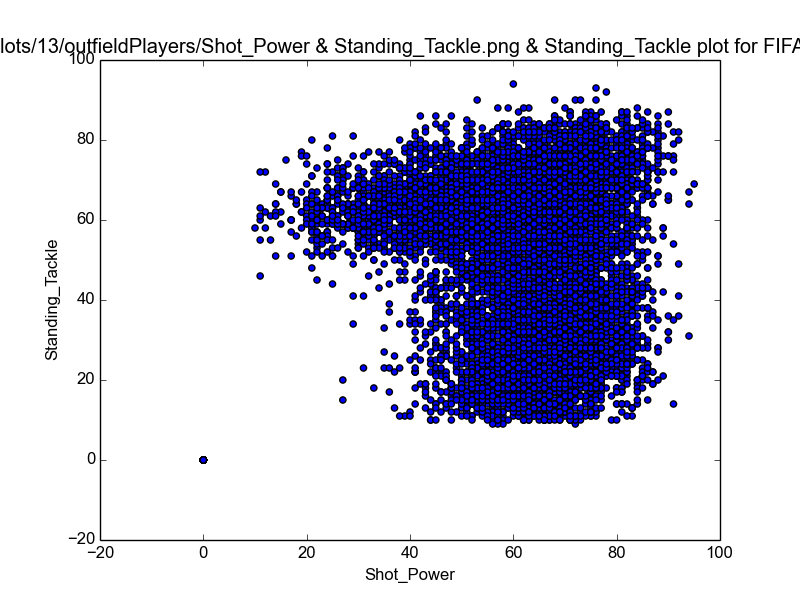 lots/13/outfieldPlayers/Shot_Power & Standing_Tackle.png & Standing_Tackle plot for FIFA
100
80
60
40
20
0
−20
Standing_Tackle
−20 0 20 40 60 80 100
Shot_Power